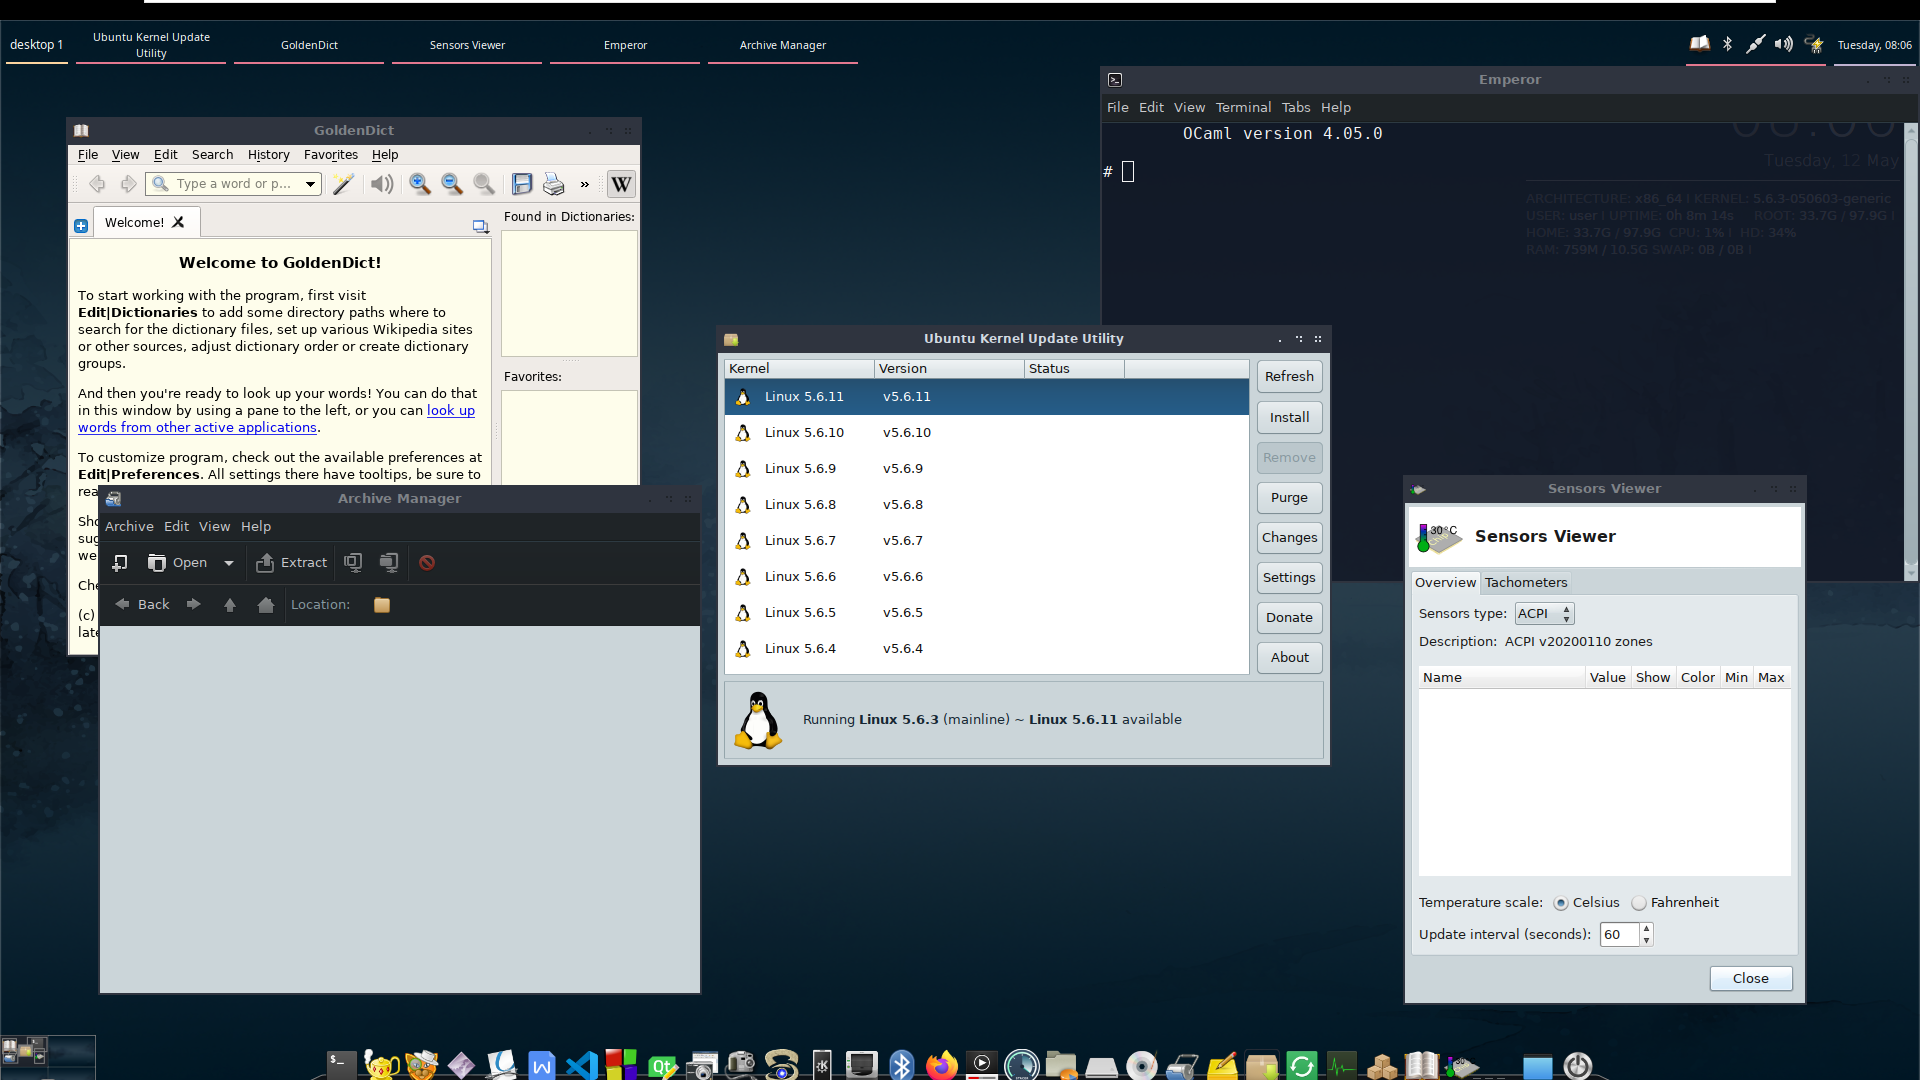 desktop 1
Ubuntu Kernel Update
Utility
GoldenDict
Sensors Viewer
Emperor
Archive Manager
Tuesday, 08:06
Emperor
File Edit View Terminal Tabs Help
OCaml version 4.05.0
#
Tuesday, 12 May
ARCHITECTURE: x86_64 | KERNEL: 5.6.3-050603-generic
USER: user | UPTIME: 0h 8m 14s ROOT: 33.7G / 97.9G |
HOME: 33.7G / 97.9G CPU: 1% | HD: 34%
RAM: 759M / 10.5G SWAP: 0B / 0B |
GoldenDict
File View Edit Search History Favorites Help
Type a word or p...
»
W
Welcome!
Found in Dictionaries:
Welcome to GoldenDict!
To start working with the program, first visit
Edit|Dictionaries to add some directory paths where to
search for the dictionary files, set up various Wikipedia sites
or other sources, adjust dictionary order or create dictionary
groups.
And then you're ready to look up your words! You can do that
in this window by using a pane to the left, or you can look up
words from other active applications.
To customize program, check out the available preferences at
Edit|Preferences. All settings there have tooltips, be sure to
Favorites:
we
(c)
Archive Manager
Archive Edit View Help
Open
Extract
Back
Location:
Ubuntu Kernel Update Utility
Kernel Version Status
Linux 5.6.11 v5.6.11
Linux 5.6.10 v5.6.10
Linux 5.6.9 v5.6.9
Linux 5.6.8 v5.6.8
Linux 5.6.7 v5.6.7
Linux 5.6.6 v5.6.6
Linux 5.6.5 v5.6.5
Linux 5.6.4 v5.6.4
Refresh
Install
Remove
Purge
Changes
Settings
Donate
About
Running Linux 5.6.3 (mainline) ~ Linux 5.6.11 available
Sensors Viewer
30°C
Sensors Viewer
Overview Tachometers
Sensors type: ACPI
Description: ACPI v20200110 zones
Name Value Show Color Min Max
Temperature scale: Celsius Fahrenheit
Update interval (seconds): 60
Close